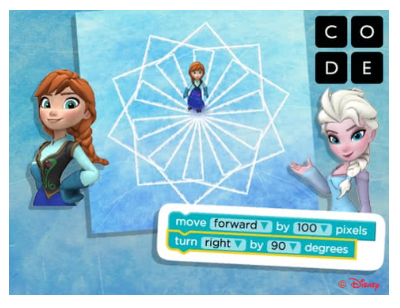 C O
D E
move forward ▼ by 100 ▼ pixels
turn right ▼ by 90 ▼ degrees
© Disney